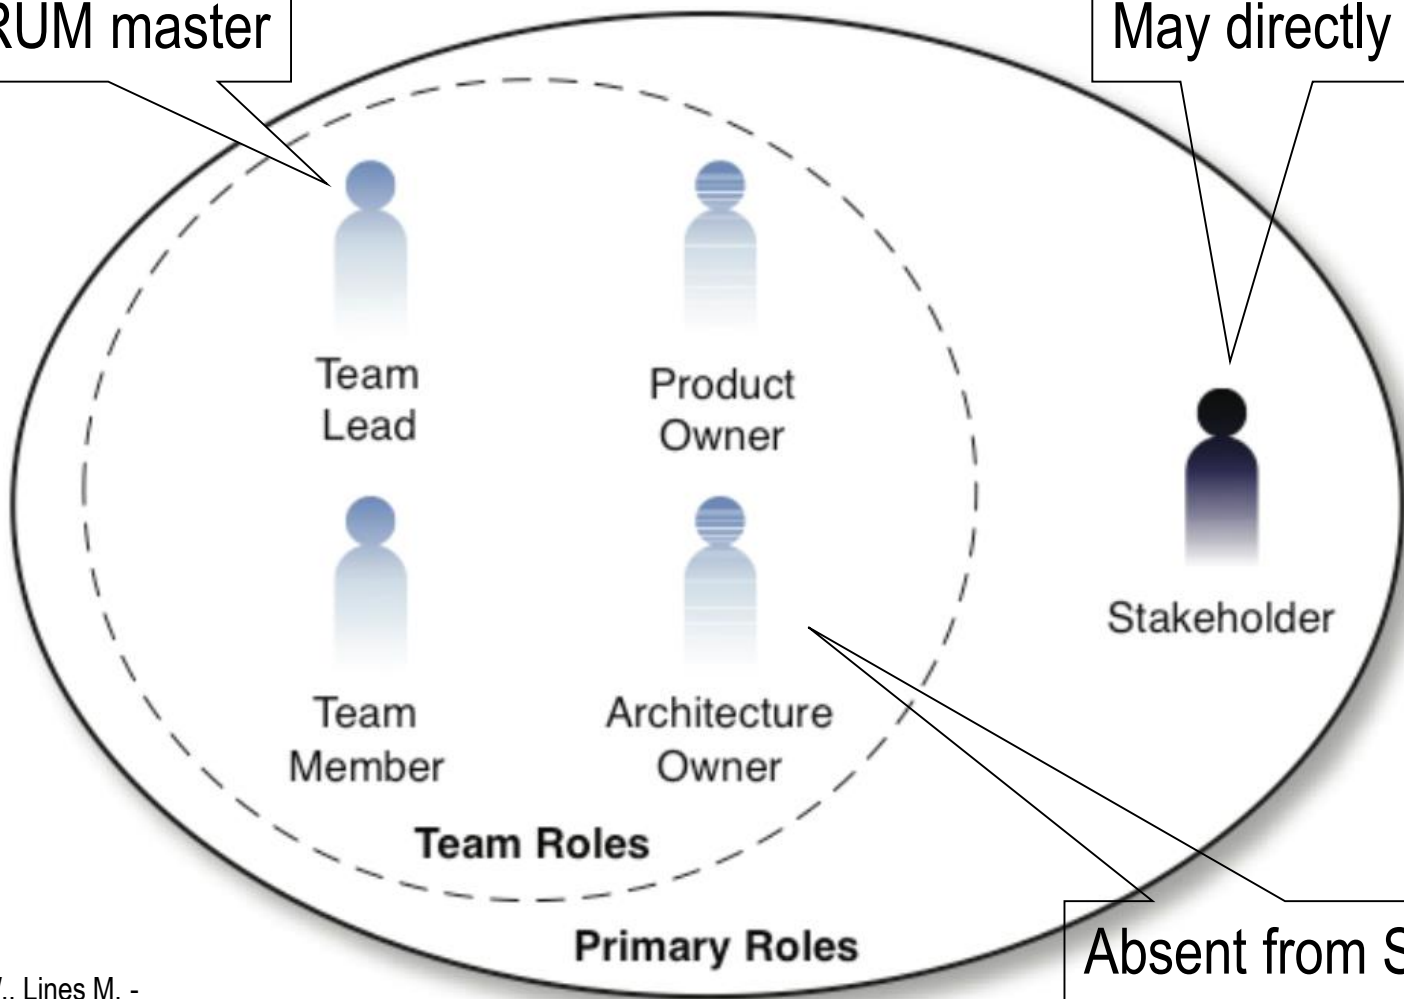 RUM master
May directly
Team
Lead
Product
Owner
Team
Member
Architecture
Owner
Stakeholder
Team Roles
Primary Roles
Absent from S
Lines M. -